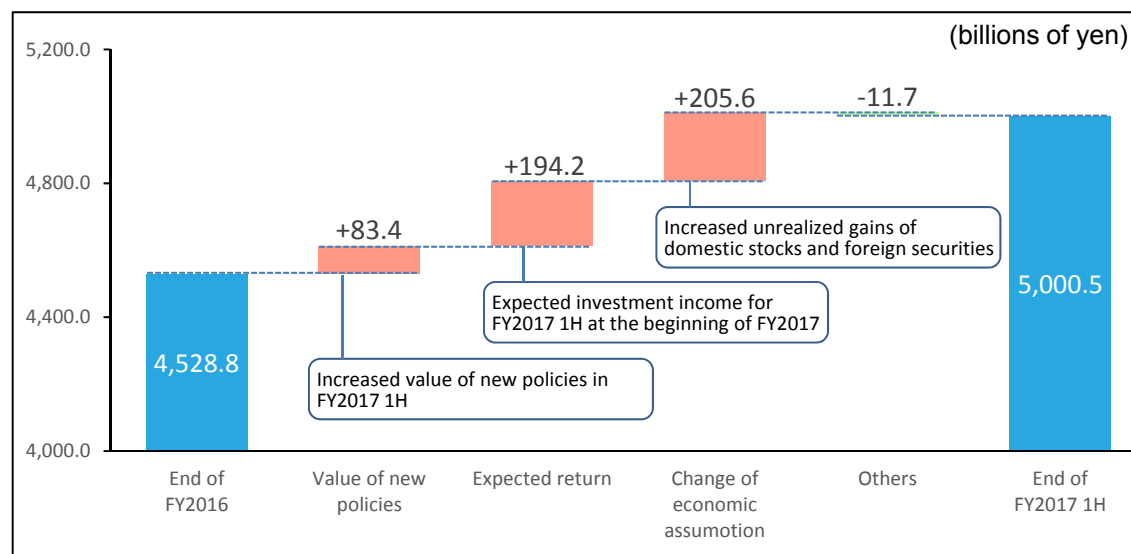 (billions of yen)
5,200.0
4,800.0
4,400.0
4,000.0
+83.4
+194.2
+205.6
-11.7
4,528.8
5,000.5
Increased unrealized gains of
domestic stocks and foreign securities
Expected investment income for
FY2017 1H at the beginning of FY2017
Increased value of new policies in
FY2017 1H
End of
FY2016
Value of new
policies
Expected return
Change of
economic
assumotion
Others
End of
FY2017 1H